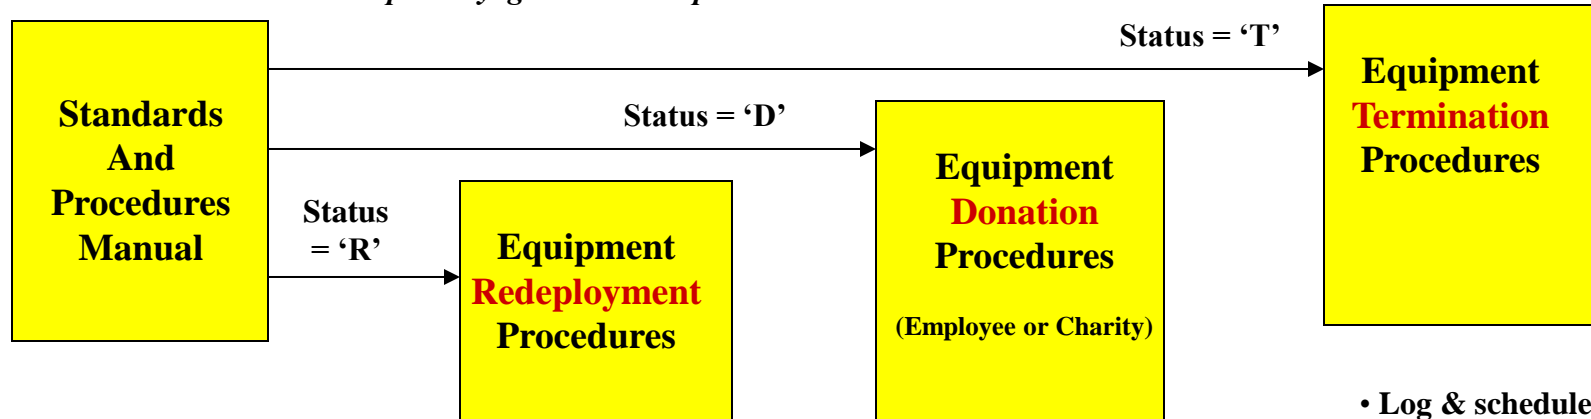 Status = ‘T’
Equipment
Termination
Procedures
Standards
And
Procedures
Manual
Status = ‘D’
Equipment
Donation
Procedures
(Employee or Charity)
Status
= ‘R’
Equipment
Redeployment
Procedures
• Log & schedule